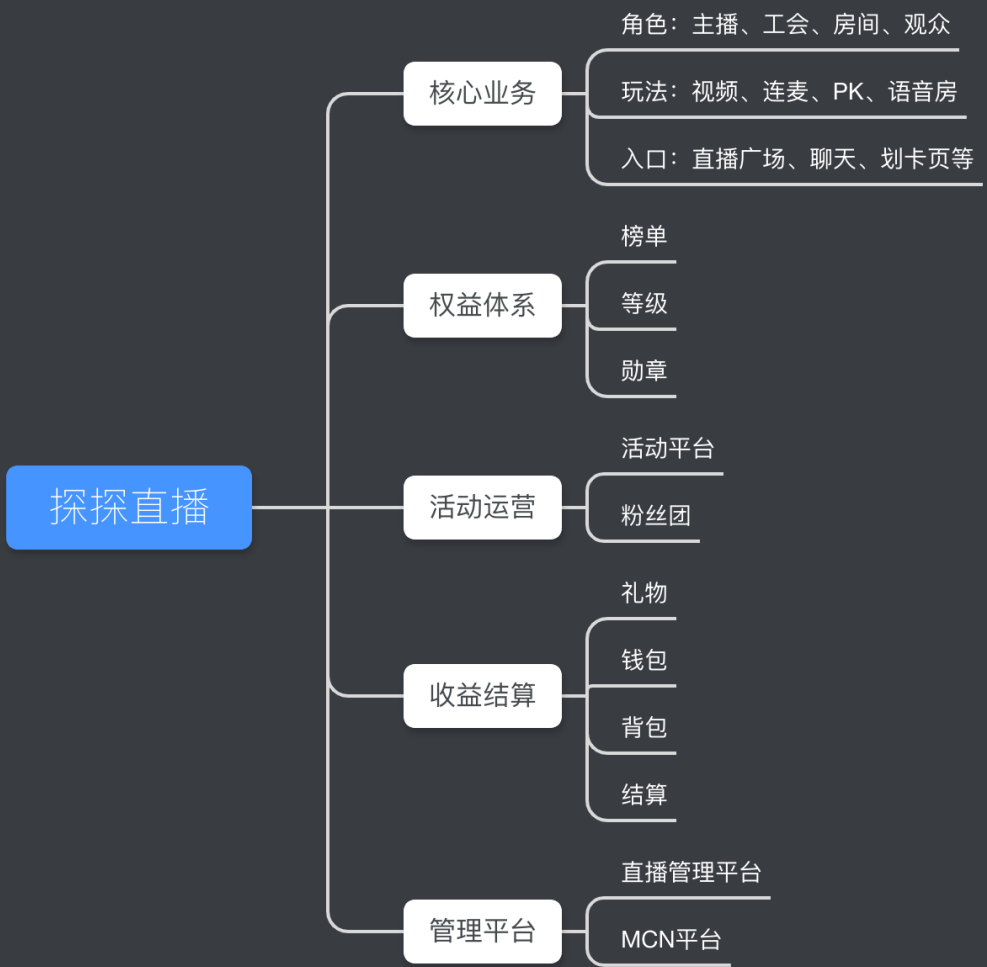 探探直播
核心业务
角色：主播、工会、房间、观众
玩法：视频、连麦、PK、语音房
入口：直播广场、聊天、划卡页等
权益体系
榜单
等级
勋章
活动运营
活动平台
粉丝团
收益结算
礼物
钱包
背包
结算
管理平台
直播管理平台
MCN平台